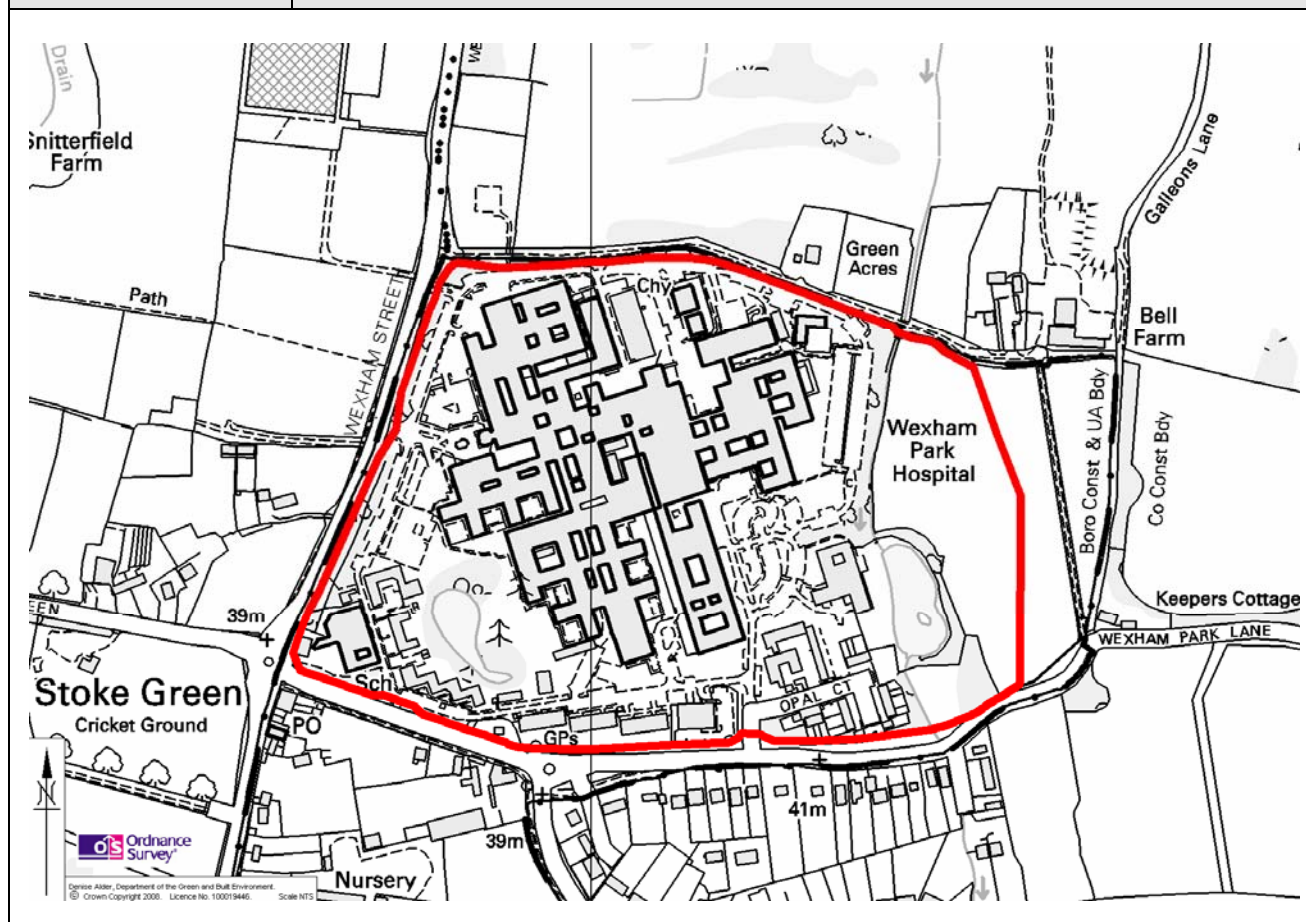 Drain
WE
Snitterfield
Farm
Galleons Lane
Green
Acres
Chy
Path
WEXHAM STREET
Bell
Farm
Boro Const & UA Bdy
Co Const Bdy
Wexham
Park
Hospital
Keepers Cottage
EEN
39m
WEXHAM PARK LANE
Sch
OPAL CT
Stoke Green
Cricket Ground
PO
GPs
41m
N
39m
OS Ordnance
Survey®
Nursery
Denise Alder, Department of the Green and Built Environment.
© Crown Copyright 2008. Licence No. 100019446. Scale NTS